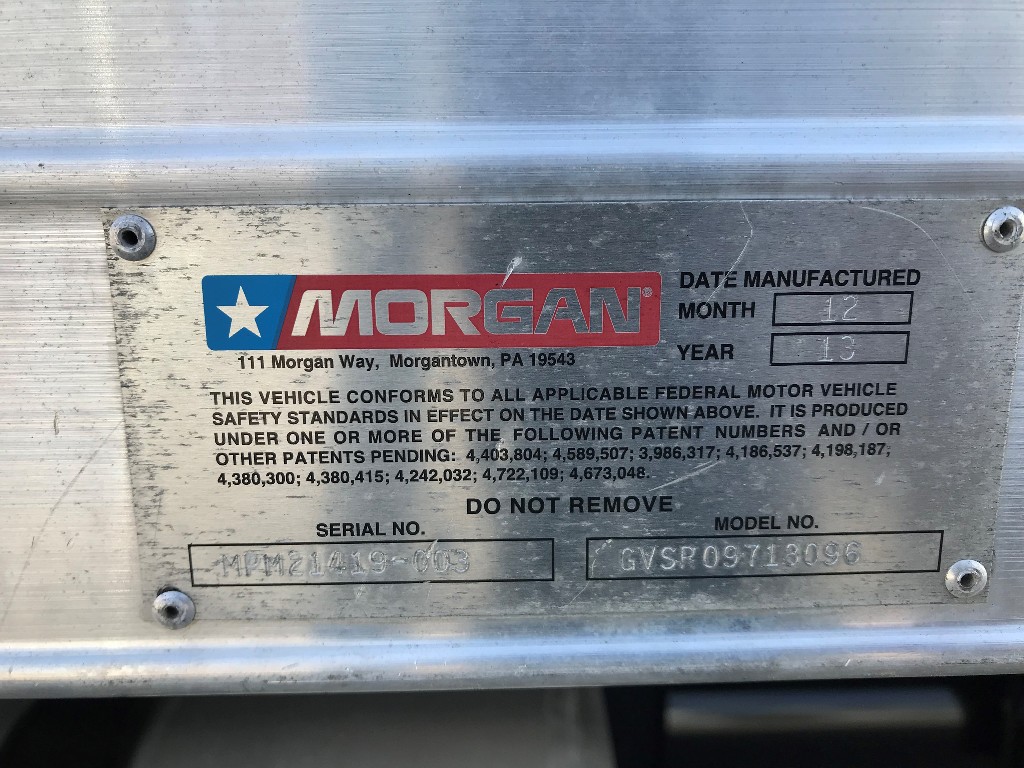 MORGAN®
111 Morgan Way, Morgantown, PA 19543
DATE MANUFACTURED
MONTH 12
YEAR 13
THIS VEHICLE CONFORMS TO ALL APPLICABLE FEDERAL MOTOR VEHICLE
SAFETY STANDARDS IN EFFECT ON THE DATE SHOWN ABOVE. IT IS PRODUCED
UNDER ONE OR MORE OF THE FOLLOWING PATENT NUMBERS AND / OR
OTHER PATENTS PENDING: 4,403,804; 4,589,507; 3,986,317; 4,186,537; 4,198,187;
4,380,300; 4,380,415; 4,242,032; 4,722,109; 4,673,048.
DO NOT REMOVE
SERIAL NO.
MPM21419-003
MODEL NO.
GVSR09713096